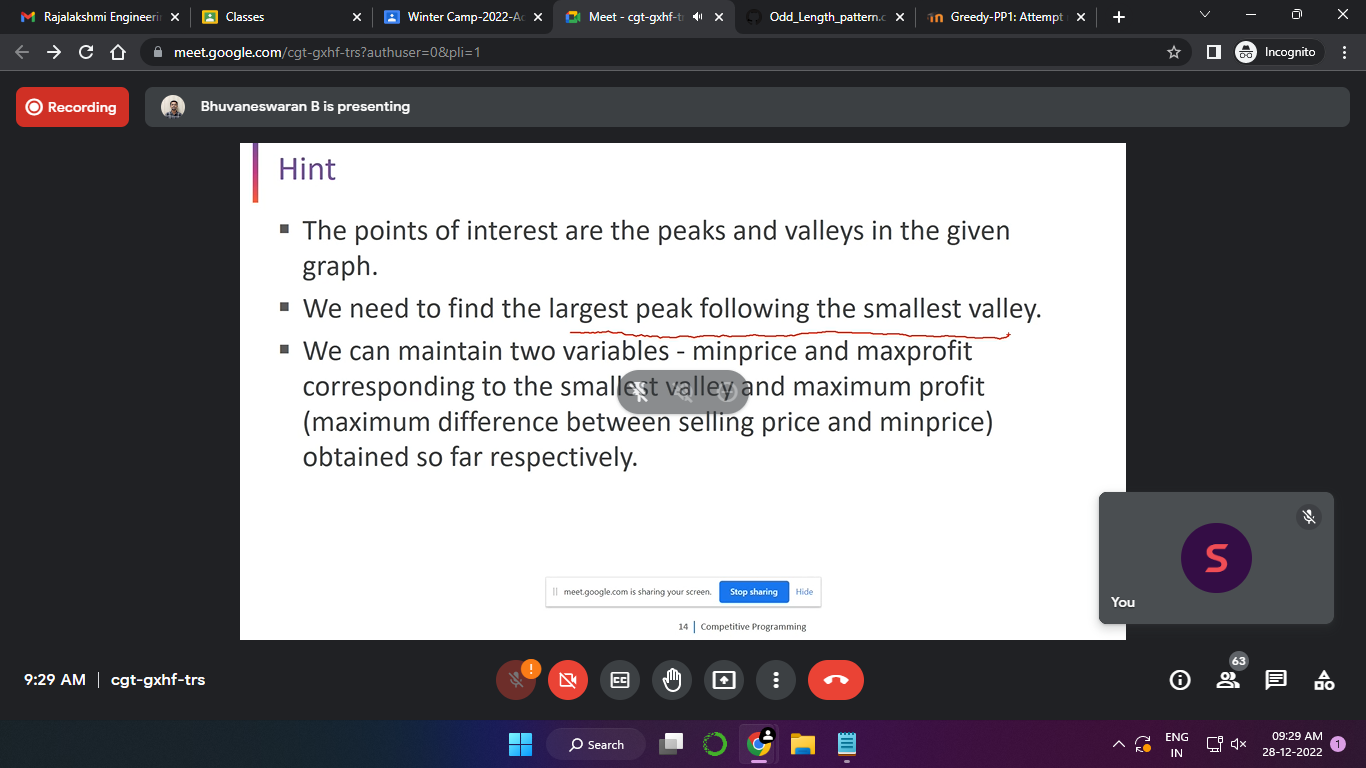 Rajalakshmi Engineeri
Classes
Winter Camp-2022-Ac
Meet - cgt-gxhf-tr
Odd_Length_pattern.c
Greedy-PP1: Attempt
meet.google.com/cgt-gxhf-trs?authuser=0&pli=1
Incognito
Recording
Bhuvaneswaran B is presenting
Hint
▪ The points of interest are the peaks and valleys in the given
graph.
▪ We need to find the largest peak following the smallest valley.
▪ We can maintain two variables - minprice and maxprofit
corresponding to the smallest valley and maximum profit
(maximum difference between selling price and minprice)
obtained so far respectively.
meet.google.com is sharing your screen. Stop sharing Hide
14 | Competitive Programming
S
You
9:29 AM | cgt-gxhf-trs
63
Search
ENG
IN
09:29 AM
28-12-2022
1